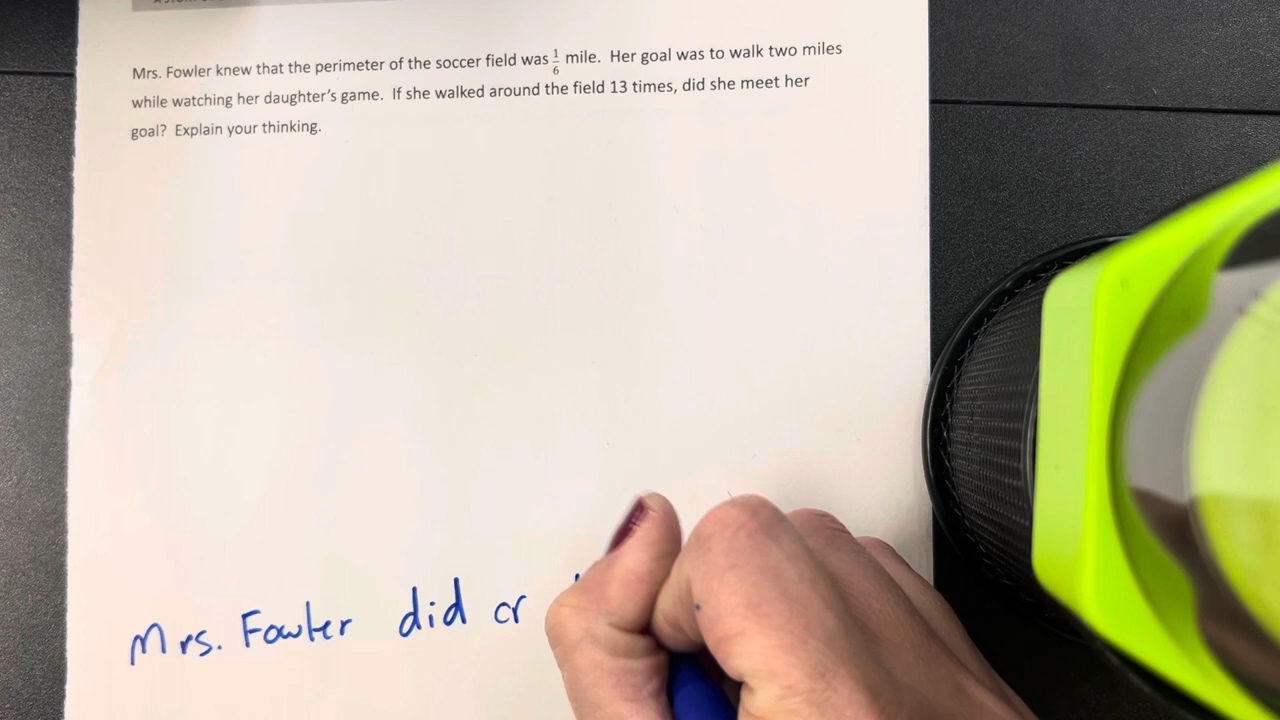 Mrs. Fowler knew that the perimeter of the soccer field was 1/6 mile. Her goal was to walk two miles
while watching her daughter's game. If she walked around the field 13 times, did she meet her
goal? Explain your thinking.
Mrs. Fowler did or